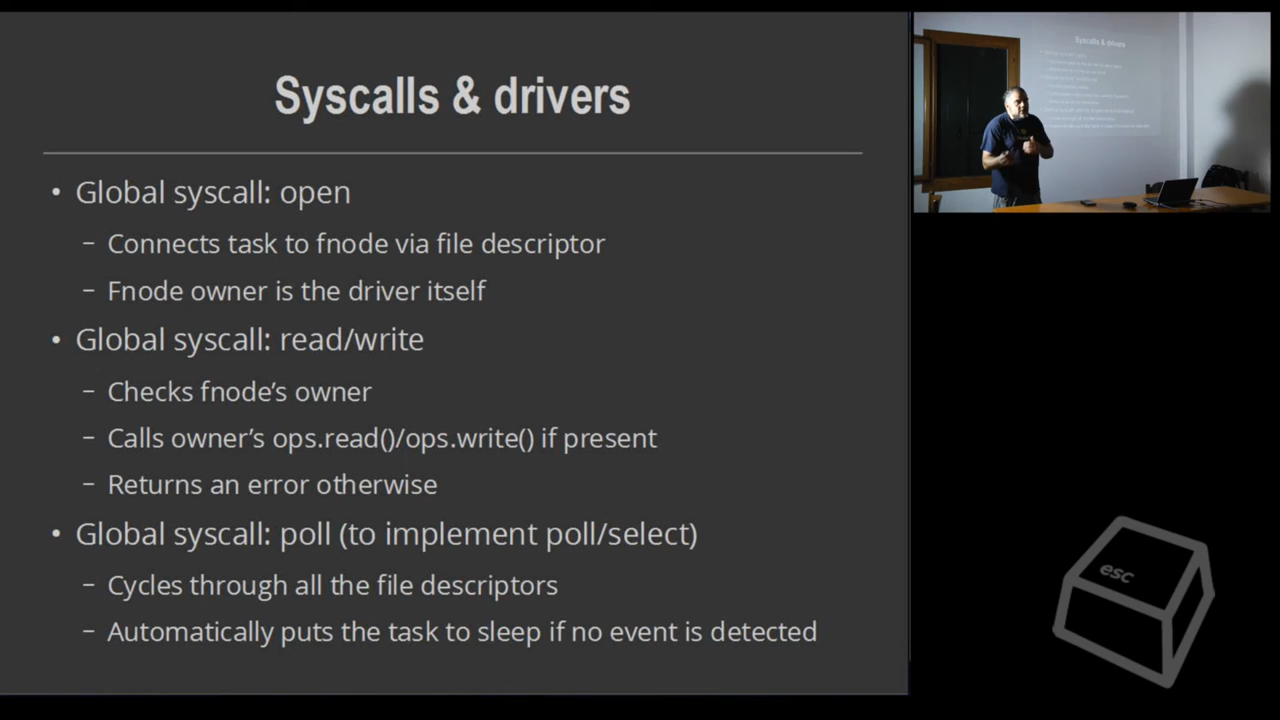 Syscalls & drivers
• Global syscall: open
– Connects task to fnode via file descriptor
– Fnode owner is the driver itself
• Global syscall: read/write
– Checks fnode’s owner
– Calls owner’s ops.read()/ops.write() if present
– Returns an error otherwise
• Global syscall: poll (to implement poll/select)
– Cycles through all the file descriptors
– Automatically puts the task to sleep if no event is detected
Syscalls & drivers
esc